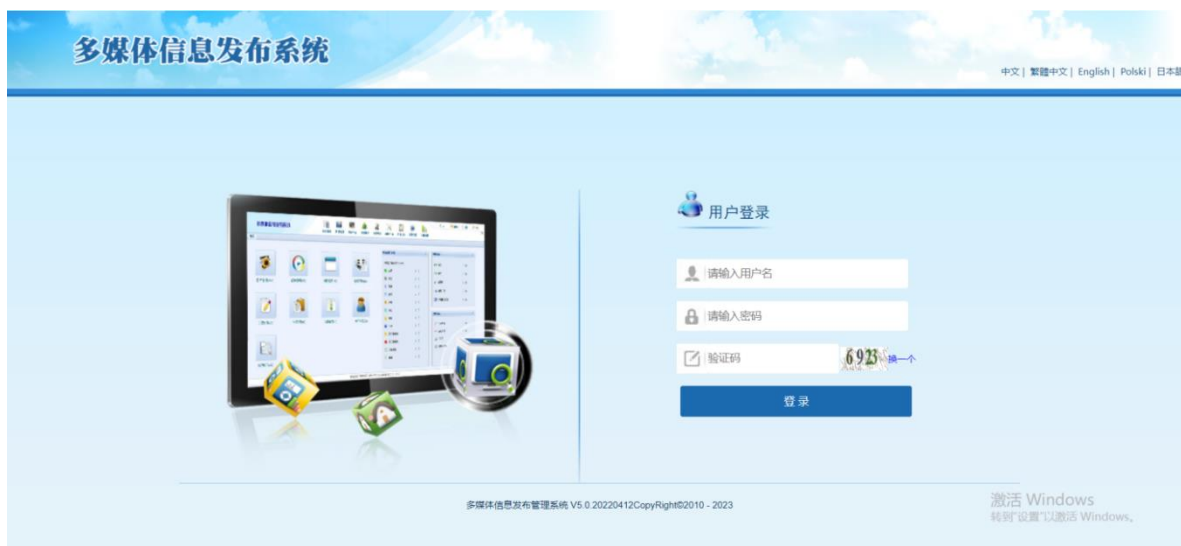 多媒体信息发布系统
中文 | 繁體中文 | English | Polski | 日本
用户登录
请输入用户名
请输入密码
验证码 6923 换一个
登录
多媒体信息发布管理系统 V5.0.20220412CopyRight©2010 - 2023
激活 Windows
转到"设置"以激活 Windows。